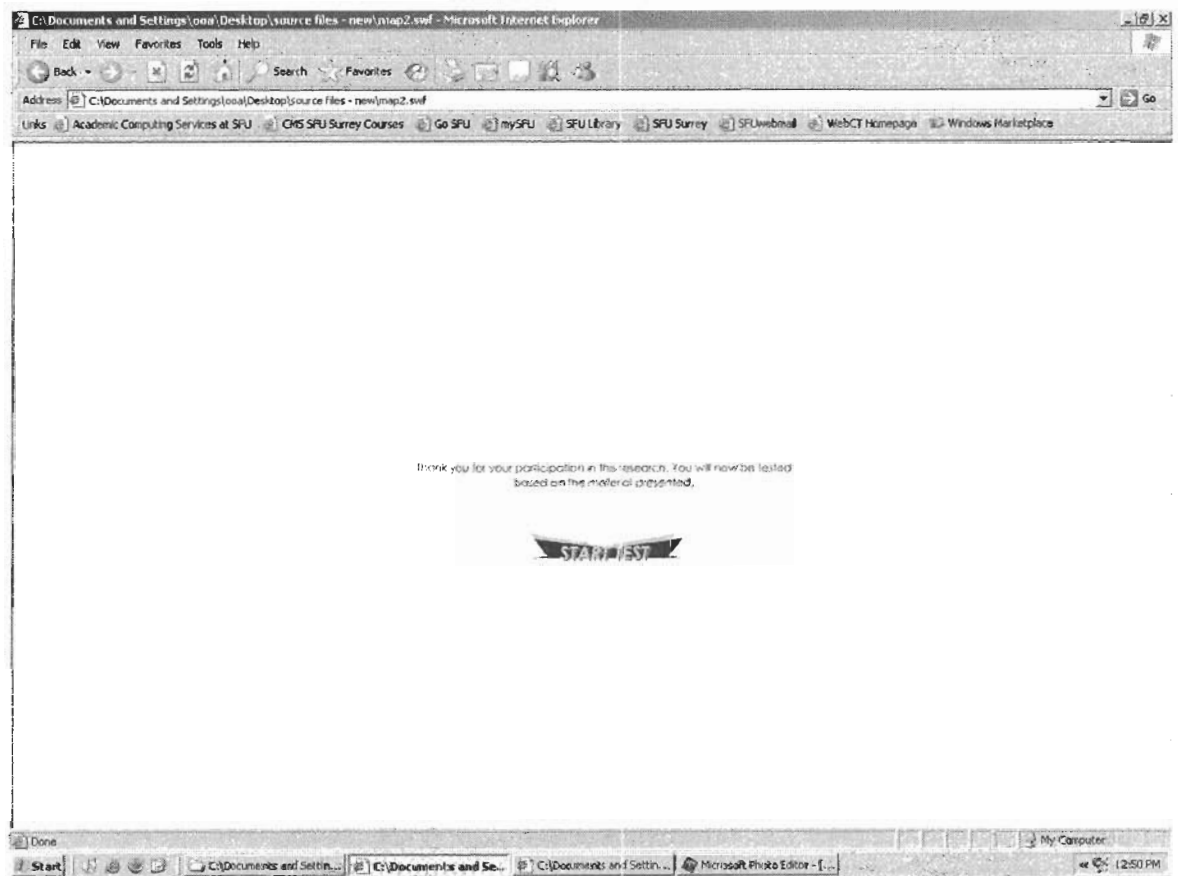 C:\Documents and Settings\ooa\Desktop\source files - new\map2.swf - Microsoft Internet Explorer
File Edit View Favorites Tools Help
Back Search Favorites
Address C:\Documents and Settings\ooa\Desktop\source files - new\map2.swf Go
Links Academic Computing Services at SFU CMS SFU Surrey Courses Go SFU mySFU SFU Library SFU Surrey SFUwebmail WebCT Homepage Windows Marketplace
Thank you for your participation in this research. You will now be tested
based on the material presented.
START TEST
Done My Computer
Start C:\Documents and Settin... C:\Documents and Se... C:\Documents and Settin... Microsoft Photo Editor - [... 12:50 PM